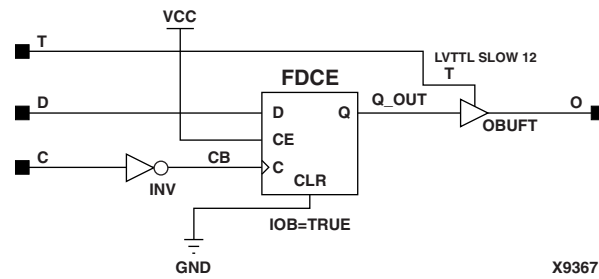 VCC
T
LVTTL SLOW 12
T
FDCE
D
D
Q
Q_OUT
O
CE
OBUFT
C
CB
C
INV
CLR
IOB=TRUE
GND
X9367